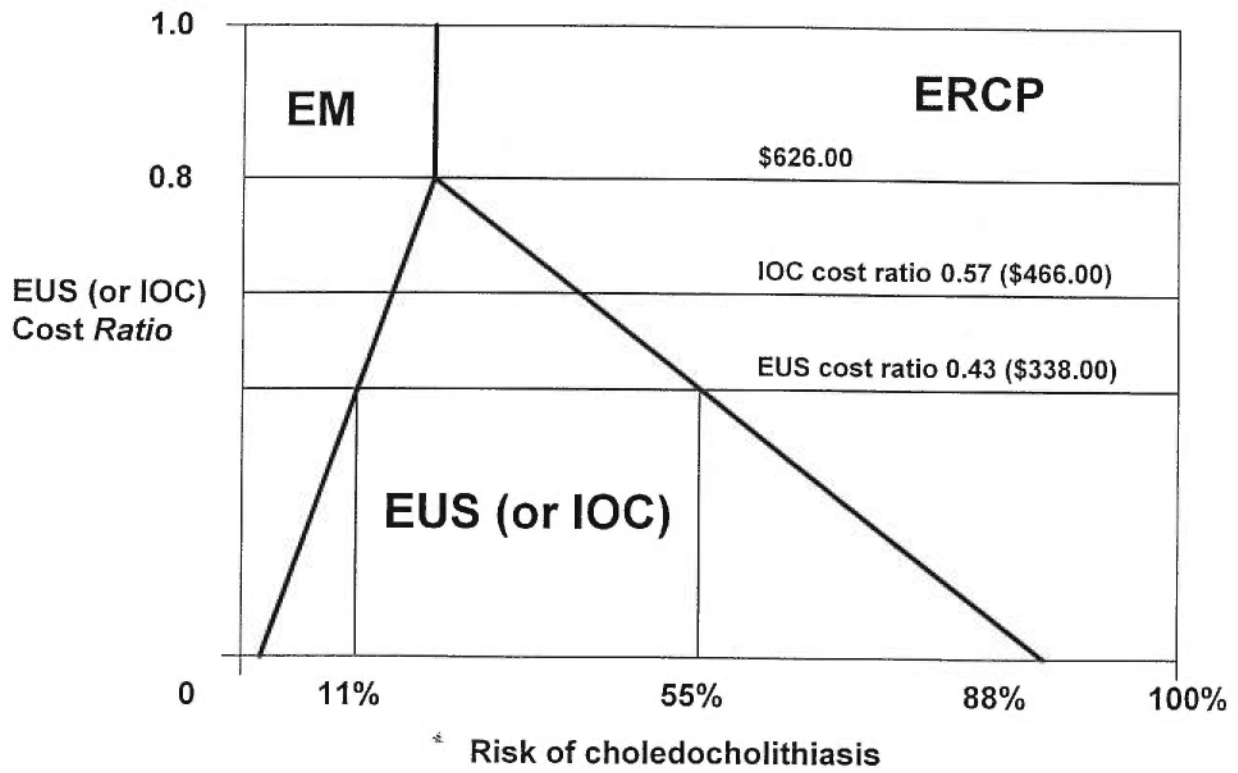 1.0
EM
ERCP
$626.00
0.8
IOC cost ratio 0.57 ($466.00)
EUS (or IOC)
Cost Ratio
EUS cost ratio 0.43 ($338.00)
EUS (or IOC)
0
11%
55%
88%
100%
Risk of choledocholithiasis